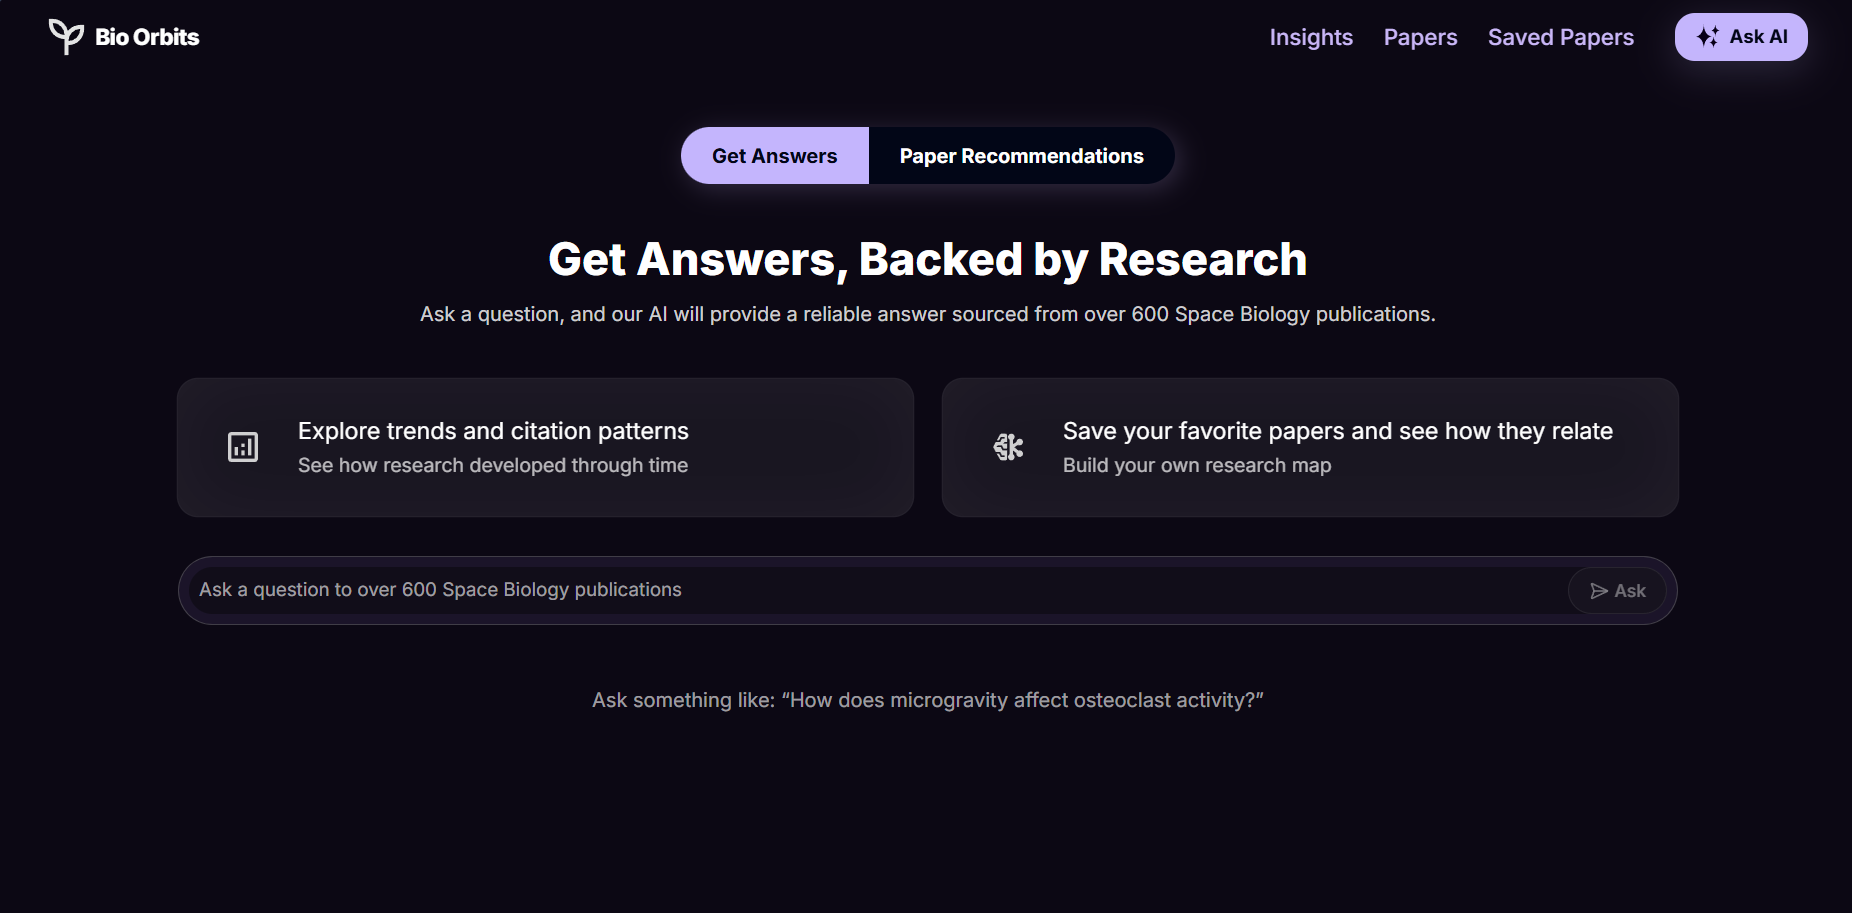 Bio Orbits
Insights
Papers
Saved Papers
Ask AI
Get Answers
Paper Recommendations
Get Answers, Backed by Research
Ask a question, and our AI will provide a reliable answer sourced from over 600 Space Biology publications.
Explore trends and citation patterns
See how research developed through time
Save your favorite papers and see how they relate
Build your own research map
Ask a question to over 600 Space Biology publications
Ask
Ask something like: “How does microgravity affect osteoclast activity?”